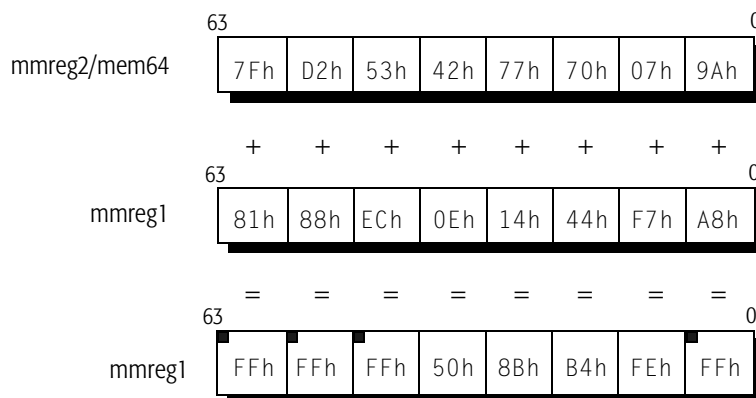 63 0
mmreg2/mem64 7Fh D2h 53h 42h 77h 70h 07h 9Ah
+ + + + + + + +
63 0
mmreg1 81h 88h ECh 0Eh 14h 44h F7h A8h
= = = = = = = =
63 0
mmreg1 FFh FFh FFh 50h 8Bh B4h FEh FFh